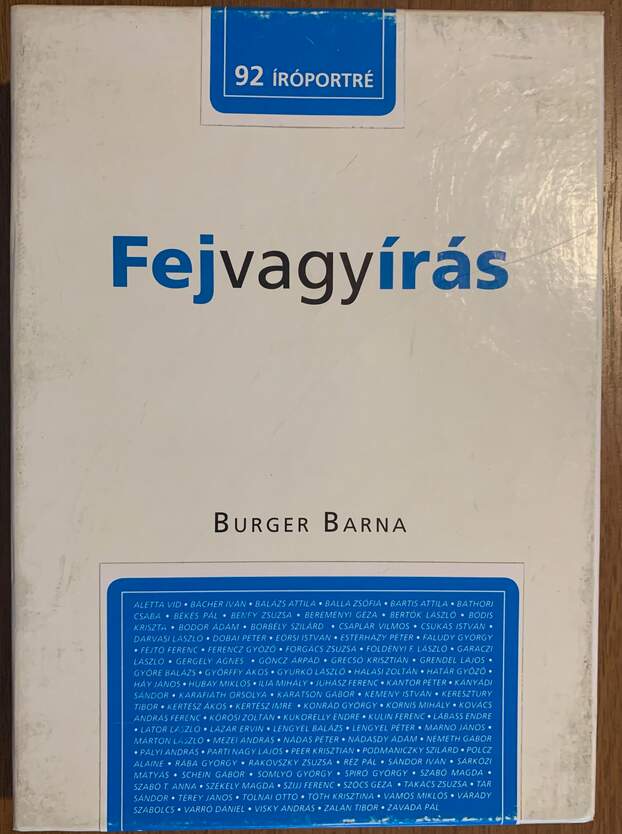 92 ÍRÓPORTRÉ
Fejvagyírás
BURGER BARNA
ALETTA VID • BÄCHER IVÁN • BALÁZS ATTILA • BALLA ZSÓFIA • BARTIS ATTILA • BÁTHORI
CSABA • BÉKÉS PÁL • BENEY ZSUZSA • BEREMÉNYI GÉZA • BERTÓK LÁSZLÓ • BÓDIS
KRISZTA • BODOR ÁDÁM • BORBÉLY SZILÁRD • CSAPLÁR VILMOS • CSUKÁS ISTVÁN •
DARVASI LÁSZLÓ • DOBAI PÉTER • EÖRSI ISTVÁN • ESTERHÁZY PÉTER • FALUDY GYÖRGY
• FEJTŐ FERENC • FERENCZ GYŐZŐ • FORGÁCS ZSUZSA • FÖLDÉNYI F. LÁSZLÓ • GARACZI
LÁSZLÓ • GERGELY ÁGNES • GÖNCZ ÁRPÁD • GRECSÓ KRISZTIÁN • GRENDEL LAJOS •
GYŐRE BALÁZS • GYŐRFFY ÁKOS • GYURKÓ LÁSZLÓ • HALASI ZOLTÁN • HATÁR GYŐZŐ •
HÁY JÁNOS • HUBAY MIKLÓS • ILIA MIHÁLY • JUHÁSZ FERENC • KÁNTOR PÉTER • KÁNYÁDI
SÁNDOR • KARAFIÁTH ORSOLYA • KARÁTSON GÁBOR • KEMÉNY ISTVÁN • KERESZTURY
TIBOR • KERTÉSZ ÁKOS • KERTÉSZ IMRE • KONRÁD GYÖRGY • KORNIS MIHÁLY • KOVÁCS
ANDRÁS FERENC • KŐRÖSI ZOLTÁN • KUKORELLY ENDRE • KULIN FERENC • LÁBASS ENDRE
• LÁTOR LÁSZLÓ • LÁZÁR ERVIN • LENGYEL BALÁZS • LENGYEL PÉTER • MARNO JÁNOS •
MÁRTON LÁSZLÓ • MEZEI ANDRÁS • NÁDAS PÉTER • NÁDASDY ÁDÁM • NÉMETH GÁBOR
• PÁLYI ANDRÁS • PARTI NAGY LAJOS • PEER KRISZTIÁN • PODMANICZKY SZILÁRD • POLCZ
ALAINE • RÁBA GYÖRGY • RAKOVSZKY ZSUZSA • RÉZ PÁL • SÁNDOR IVÁN • SÁRKÖZI
MÁTYÁS • SCHEIN GÁBOR • SOMLYÓ GYÖRGY • SPIRÓ GYÖRGY • SZABÓ MAGDA •
SZABÓ T. ANNA • SZÉKELY MAGDA • SZIJJ FERENC • SZŐCS GÉZA • TAKÁCS ZSUZSA • TAR
SÁNDOR • TÉREY JÁNOS • TOLNAI OTTÓ • TÓTH KRISZTINA • VÁMOS MIKLÓS • VÁRADY
SZABOLCS • VARRÓ DÁNIEL • VISKY ANDRÁS • ZALÁN TIBOR • ZÁVADA PÁL